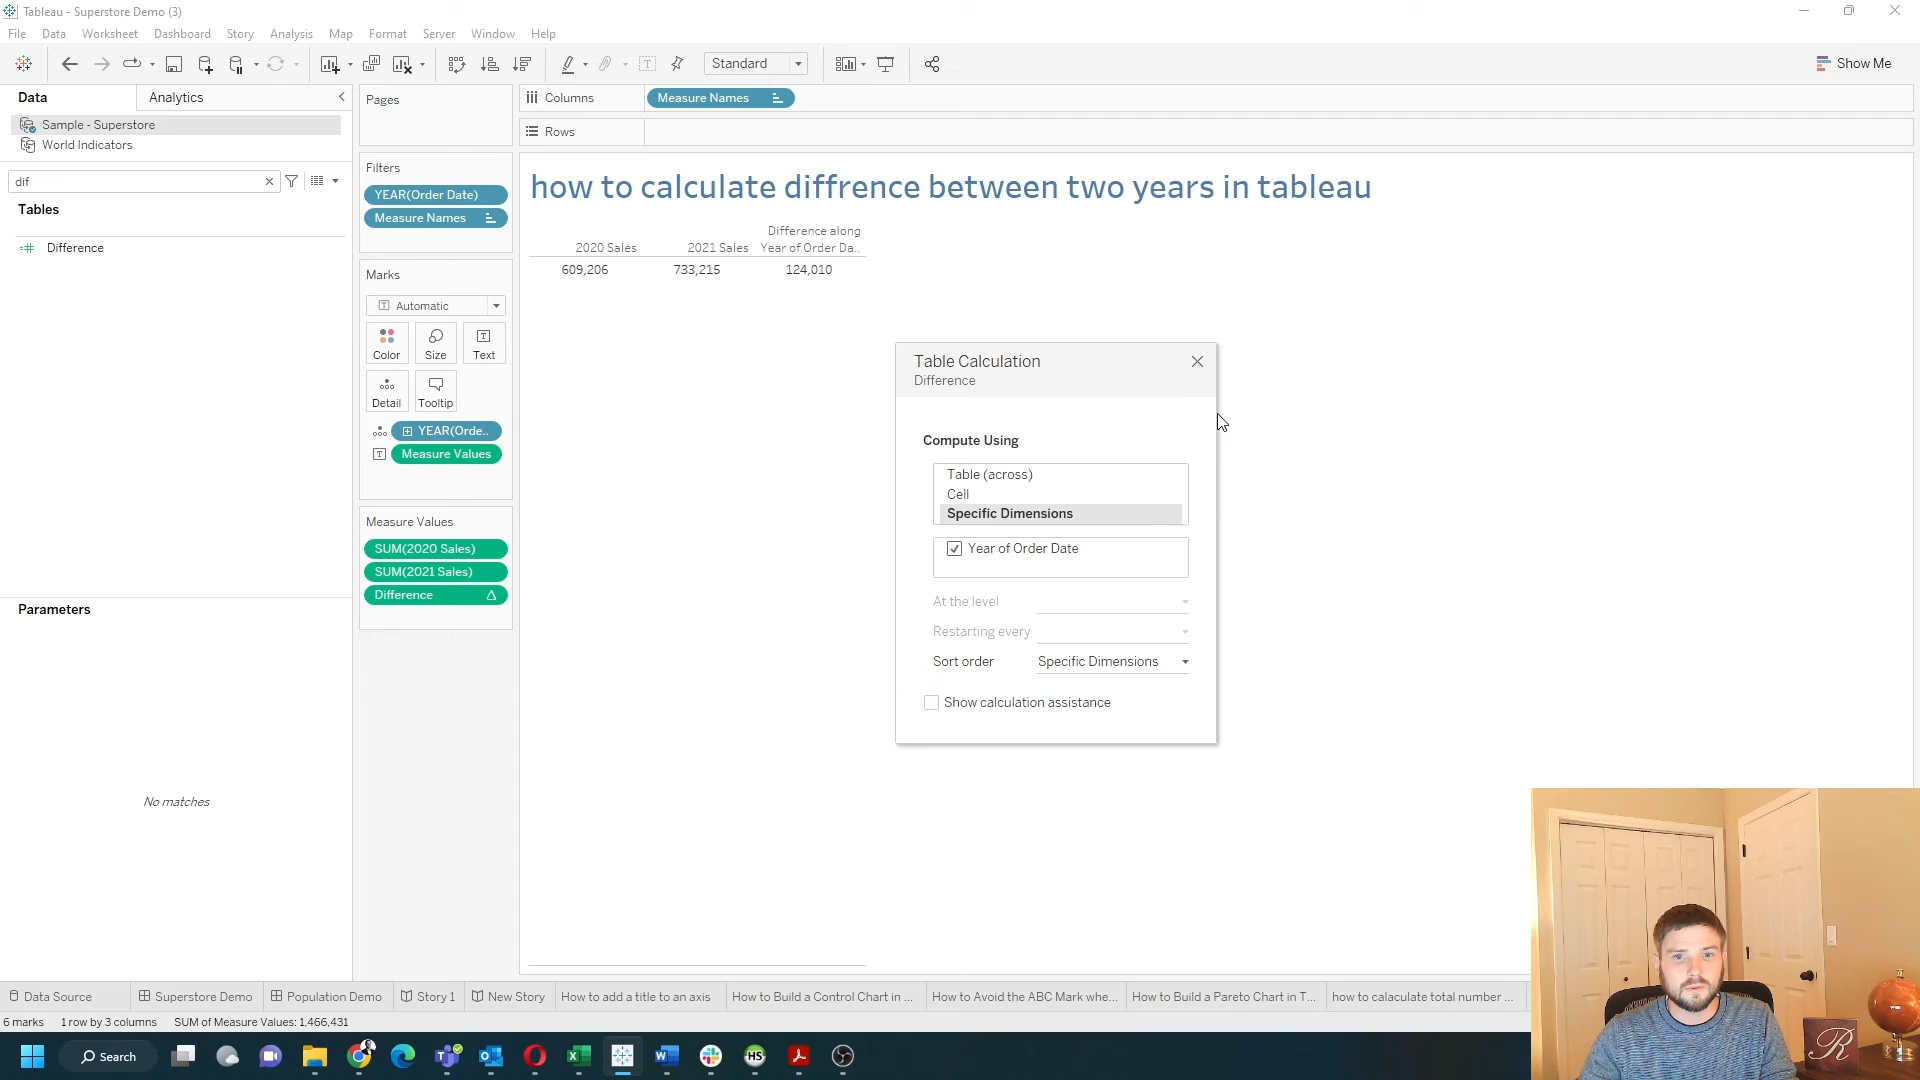 Tableau - Superstore Demo (3)
File Data Worksheet Dashboard Story Analysis Map Format Server Window Help
Standard
Show Me
Data
Analytics
Sample - Superstore
World Indicators
dif
Tables
Difference
Parameters
No matches
Pages
Filters
YEAR(Order Date)
Measure Names
Marks
Automatic
Color Size Text
Detail Tooltip
YEAR(Orde..
Measure Values
Measure Values
SUM(2020 Sales)
SUM(2021 Sales)
Difference
Columns
Measure Names
Rows
how to calculate diffrence between two years in tableau
Difference along
2020 Sales 2021 Sales Year of Order Da..
609,206 733,215 124,010
Table Calculation
Difference
Compute Using
Table (across)
Cell
Specific Dimensions
Year of Order Date
At the level
Restarting every
Sort order Specific Dimensions
Show calculation assistance
Data Source Superstore Demo Population Demo Story 1 New Story How to add a title to an axis How to Build a Control Chart in ... How to Avoid the ABC Mark whe... How to Build a Pareto Chart in T... how to calaculate total number ...
6 marks 1 row by 3 columns SUM of Measure Values: 1,466,431
Search
HS
R